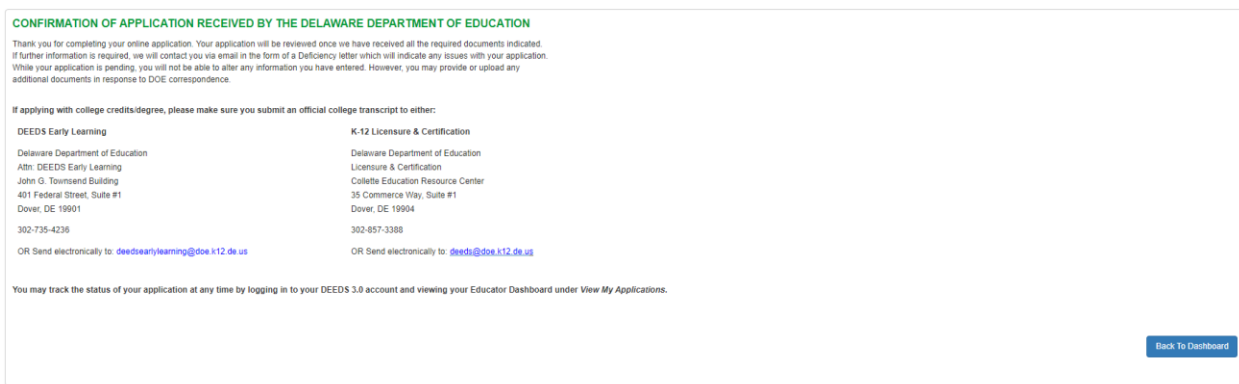 CONFIRMATION OF APPLICATION RECEIVED BY THE DELAWARE DEPARTMENT OF EDUCATION
Thank you for completing your online application. Your application will be reviewed once we have received all the required documents indicated.
If further information is required, we will contact you via email in the form of a Deficiency letter which will indicate any issues with your application.
While your application is pending, you will not be able to alter any information you have entered. However, you may provide or upload any
additional documents in response to DOE correspondence.
If applying with college credits/degree, please make sure you submit an official college transcript to either:
DEEDS Early Learning
Delaware Department of Education
Attn: DEEDS Early Learning
John G. Townsend Building
401 Federal Street, Suite #1
Dover, DE 19901
302-735-4236
OR Send electronically to: deedsearlylearning@doe.k12.de.us
K-12 Licensure & Certification
Delaware Department of Education
Licensure & Certification
Collette Education Resource Center
35 Commerce Way, Suite #1
Dover, DE 19904
302-857-3388
OR Send electronically to: deeds@doe.k12.de.us
You may track the status of your application at any time by logging in to your DEEDS 3.0 account and viewing your Educator Dashboard under View My Applications.
Back To Dashboard